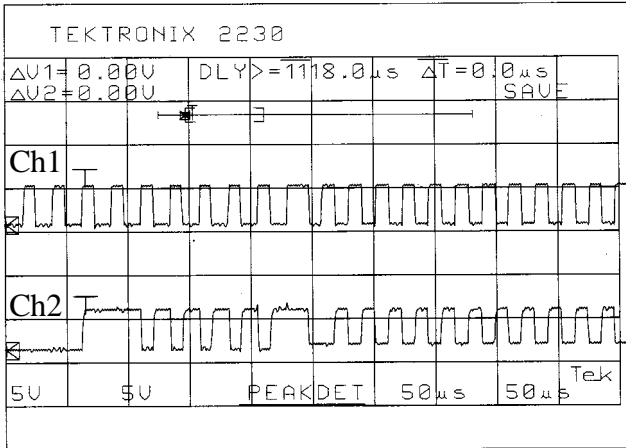 TEKTRONIX 2230
ΔV1= 0.00V DLY>=1118.0µs ΔT=0.0µs
ΔV2=0.00V SAVE
Ch1
Ch2
Tek
5V 5V PEAKDET 50µs 50µs